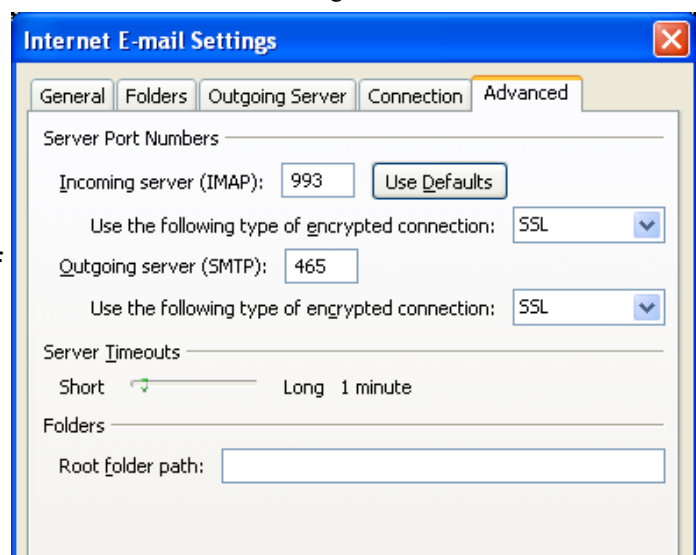 Internet E-mail Settings
General Folders Outgoing Server Connection Advanced
Server Port Numbers
Incoming server (IMAP): 993 Use Defaults
Use the following type of encrypted connection: SSL
Outgoing server (SMTP): 465
Use the following type of encrypted connection: SSL
Server Timeouts
Short Long 1 minute
Folders
Root folder path: